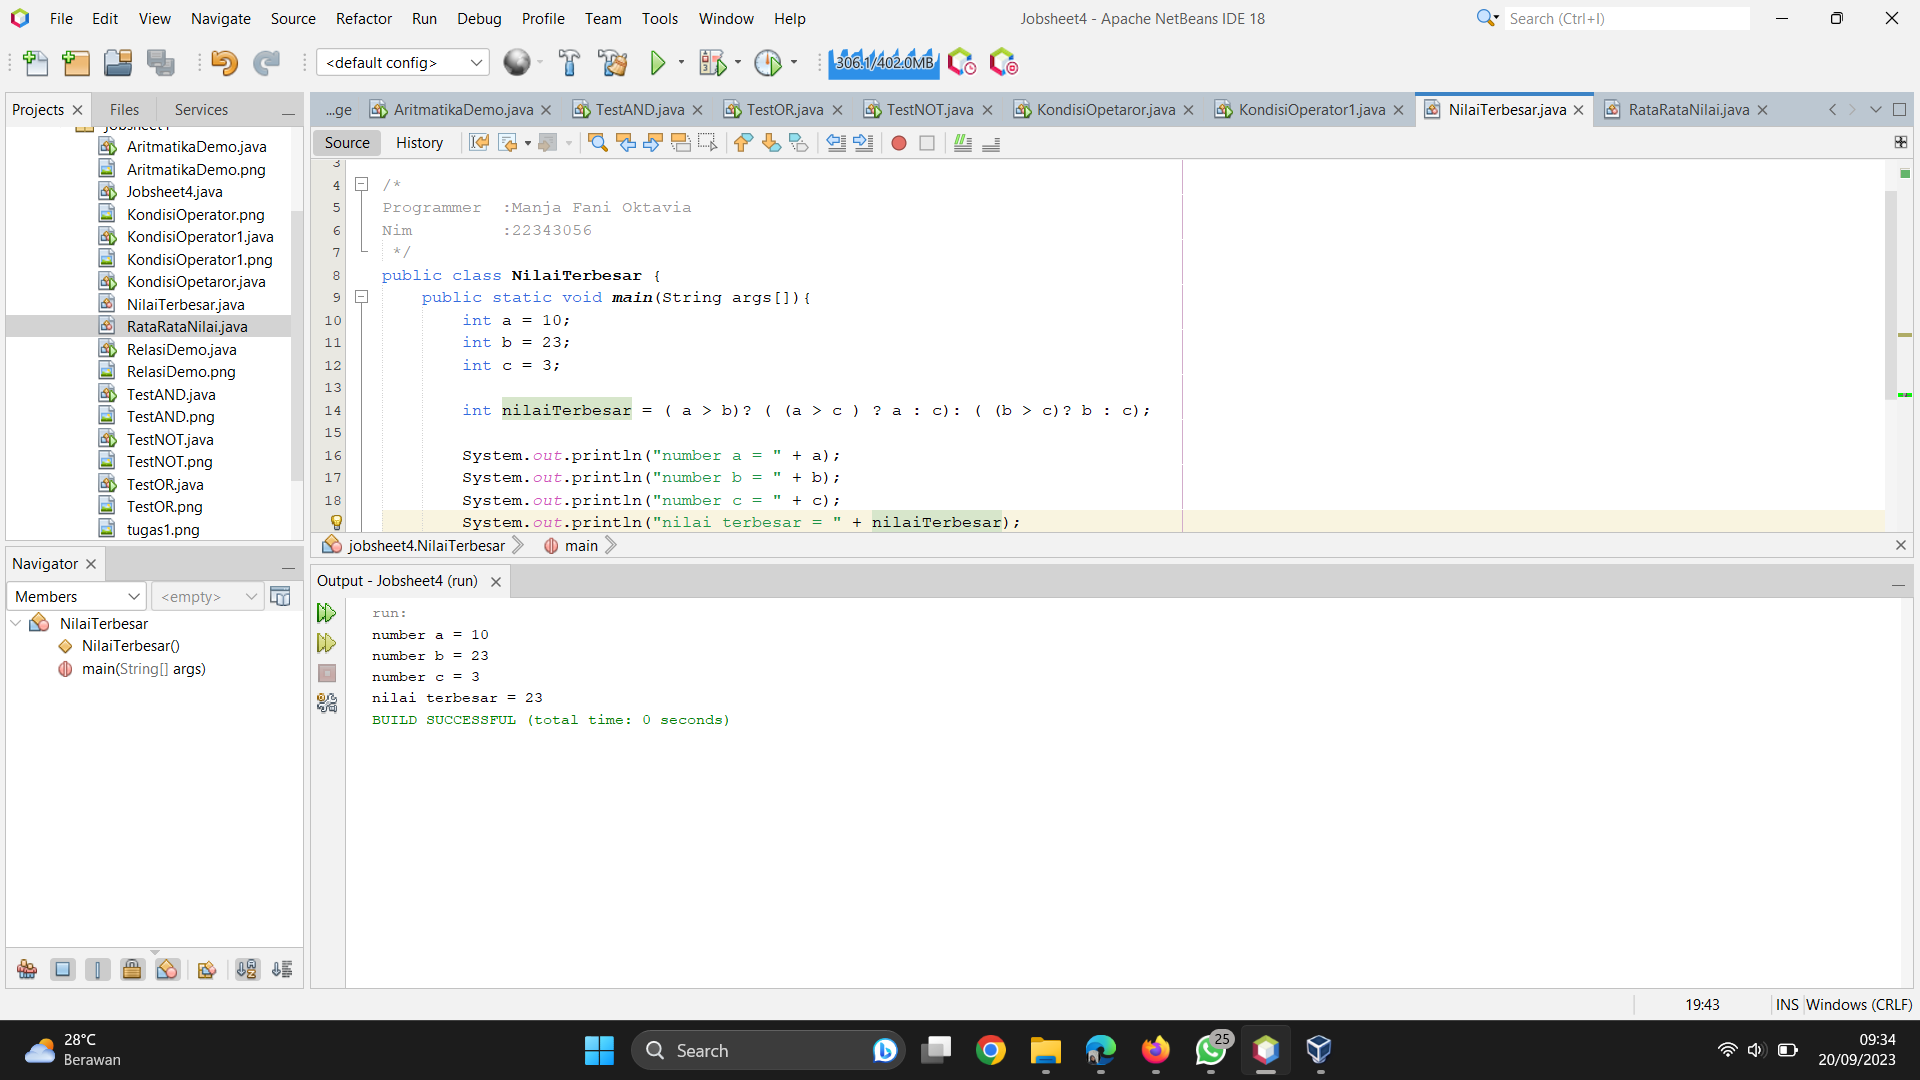 File Edit View Navigate Source Refactor Run Debug Profile Team Tools Window Help
Jobsheet4 - Apache NetBeans IDE 18
Search (Ctrl+I)
<default config>
306.1/402.0MB
Projects
Files
Services
...ge
AritmatikaDemo.java
TestAND.java
TestOR.java
TestNOT.java
KondisiOpetaror.java
KondisiOperator1.java
NilaiTerbesar.java
RataRataNilai.java
Source
History
Jobsheet4
AritmatikaDemo.java
AritmatikaDemo.png
Jobsheet4.java
KondisiOperator.png
KondisiOperator1.java
KondisiOperator1.png
KondisiOpetaror.java
NilaiTerbesar.java
RataRataNilai.java
RelasiDemo.java
RelasiDemo.png
TestAND.java
TestAND.png
TestNOT.java
TestNOT.png
TestOR.java
TestOR.png
tugas1.png
3
4 /*
5 Programmer :Manja Fani Oktavia
6 Nim :22343056
7 */
8 public class NilaiTerbesar {
9 public static void main(String args[]){
10 int a = 10;
11 int b = 23;
12 int c = 3;
13
14 int nilaiTerbesar = ( a > b)? ( (a > c ) ? a : c): ( (b > c)? b : c);
15
16 System.out.println("number a = " + a);
17 System.out.println("number b = " + b);
18 System.out.println("number c = " + c);
System.out.println("nilai terbesar = " + nilaiTerbesar);
jobsheet4.NilaiTerbesar
main
Navigator
Members
<empty>
NilaiTerbesar
NilaiTerbesar()
main(String[] args)
Output - Jobsheet4 (run)
run:
number a = 10
number b = 23
number c = 3
nilai terbesar = 23
BUILD SUCCESSFUL (total time: 0 seconds)
19:43
INS
Windows (CRLF)
28°C
Berawan
Search
25
09:34
20/09/2023